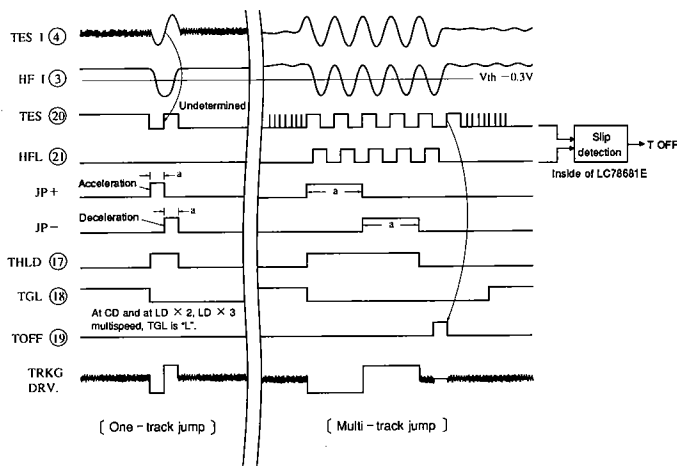 TES I ④
HF I ③
Vth −0.3V
Undetermined
TES ⑳
Slip
detection
T OFF
HFL ㉑
Inside of LC78681E
Acceleration
a
JP+
a
Deceleration
a
JP−
a
THLD ⑰
TGL ⑱
At CD and at LD × 2, LD × 3
multispeed, TGL is "L".
TOFF ⑲
TRKG
DRV.
[ One – track jump ]
[ Multi – track jump ]